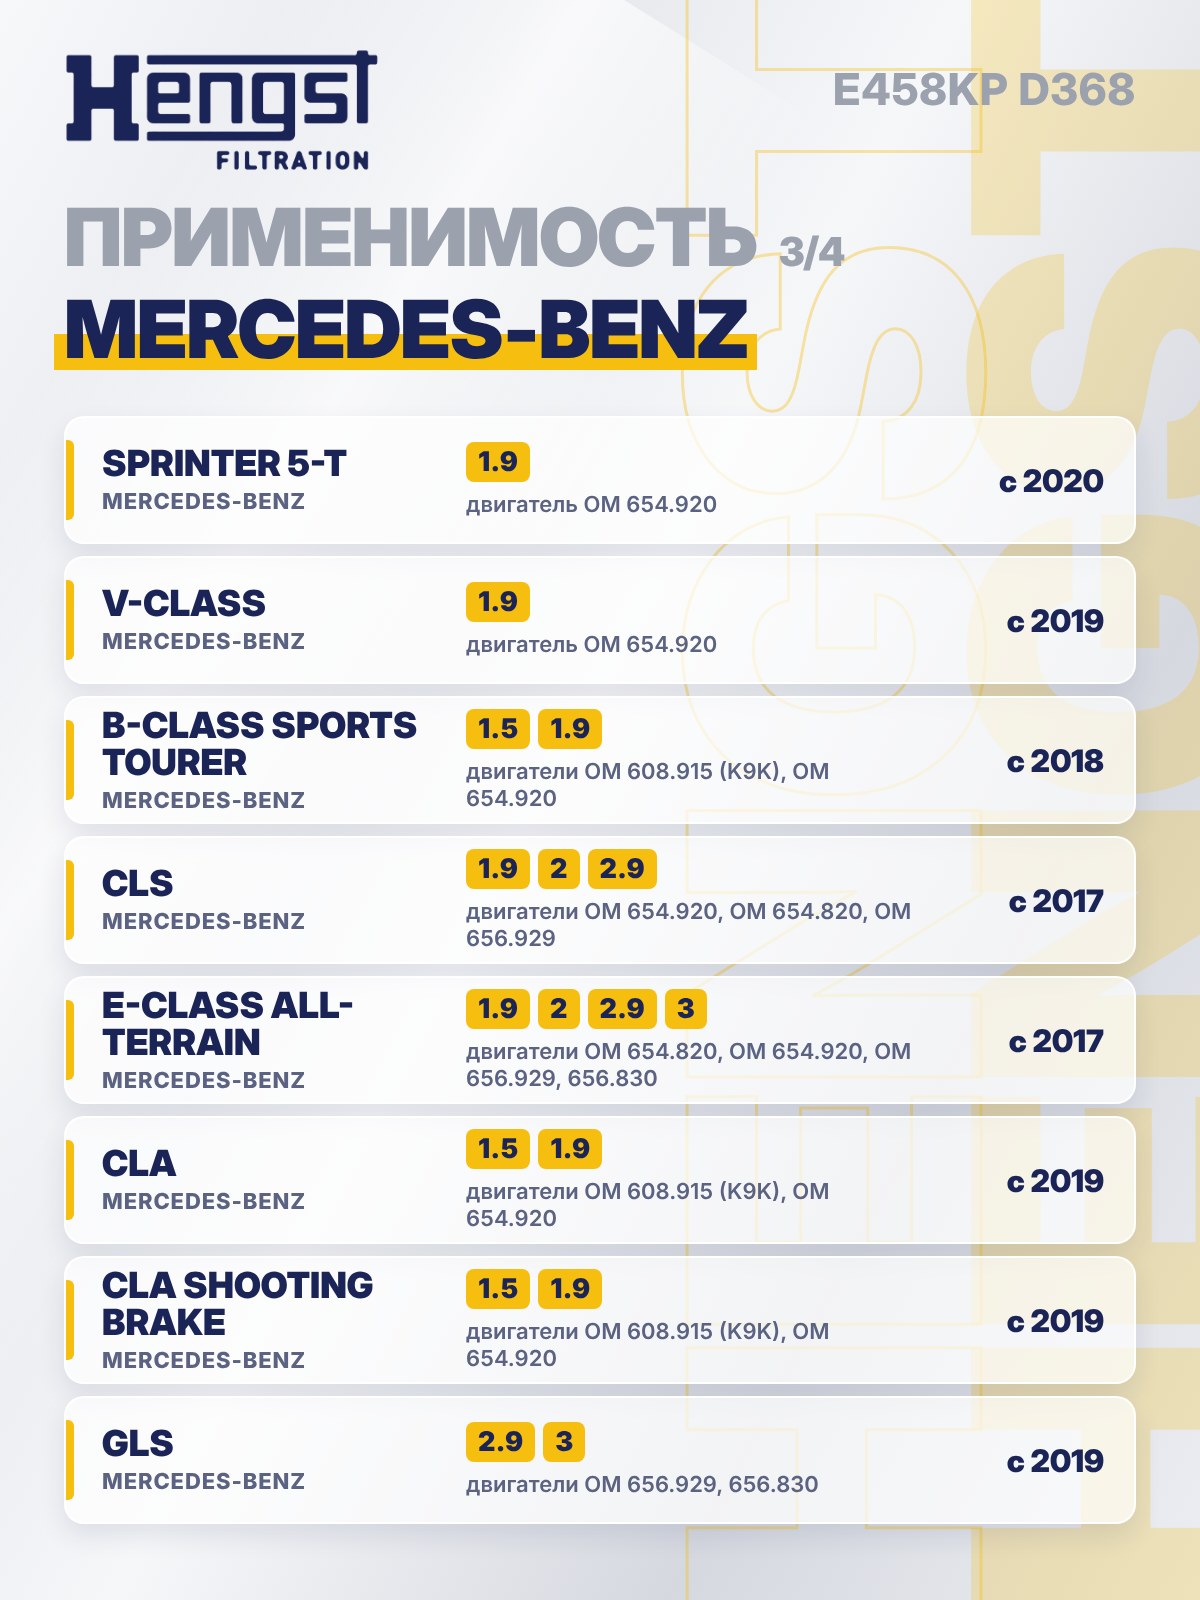 Hengst
FILTRATION
E458KP D368
ПРИМЕНИМОСТЬ 3/4
MERCEDES-BENZ
SPRINTER 5-T
MERCEDES-BENZ
1.9
двигатель OM 654.920
с 2020
V-CLASS
MERCEDES-BENZ
1.9
двигатель OM 654.920
с 2019
B-CLASS SPORTS
TOURER
MERCEDES-BENZ
1.5 1.9
двигатели OM 608.915 (K9K), OM
654.920
с 2018
CLS
MERCEDES-BENZ
1.9 2 2.9
двигатели OM 654.920, OM 654.820, OM
656.929
с 2017
E-CLASS ALL-
TERRAIN
MERCEDES-BENZ
1.9 2 2.9 3
двигатели OM 654.820, OM 654.920, OM
656.929, 656.830
с 2017
CLA
MERCEDES-BENZ
1.5 1.9
двигатели OM 608.915 (K9K), OM
654.920
с 2019
CLA SHOOTING
BRAKE
MERCEDES-BENZ
1.5 1.9
двигатели OM 608.915 (K9K), OM
654.920
с 2019
GLS
MERCEDES-BENZ
2.9 3
двигатели OM 656.929, 656.830
с 2019
HENGST
HENGST